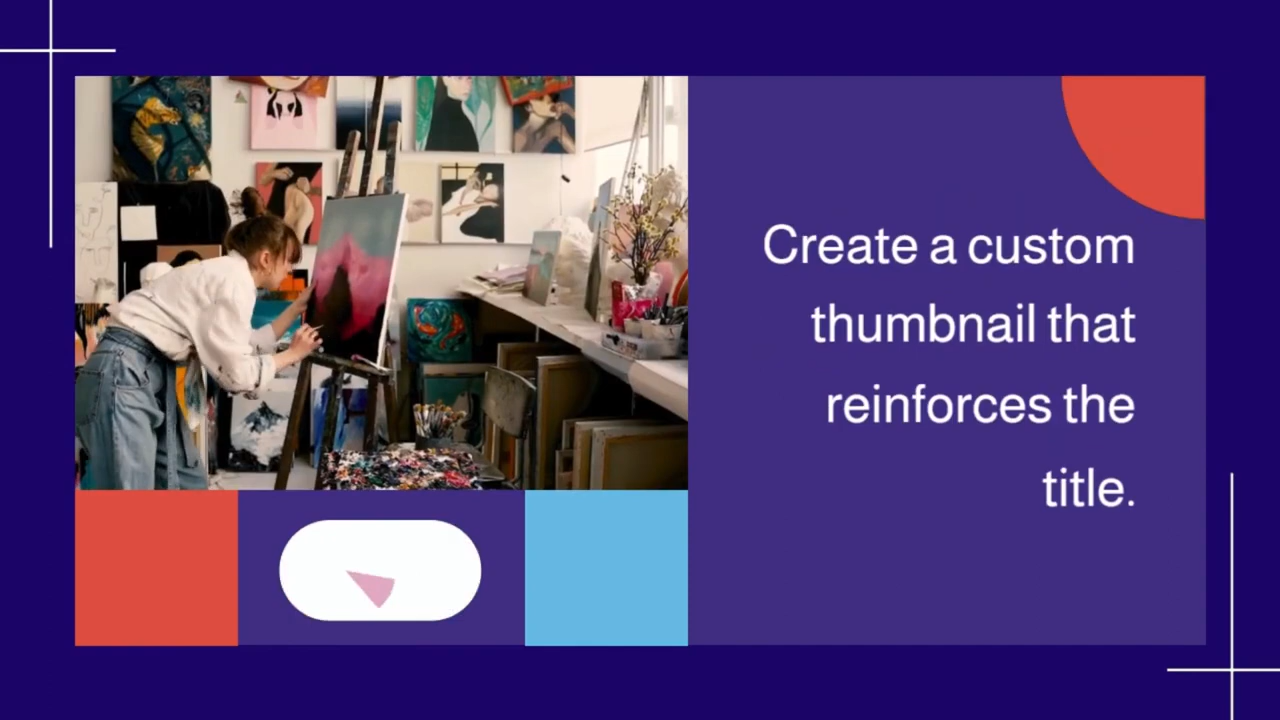 Create a custom
thumbnail that
reinforces the
title.